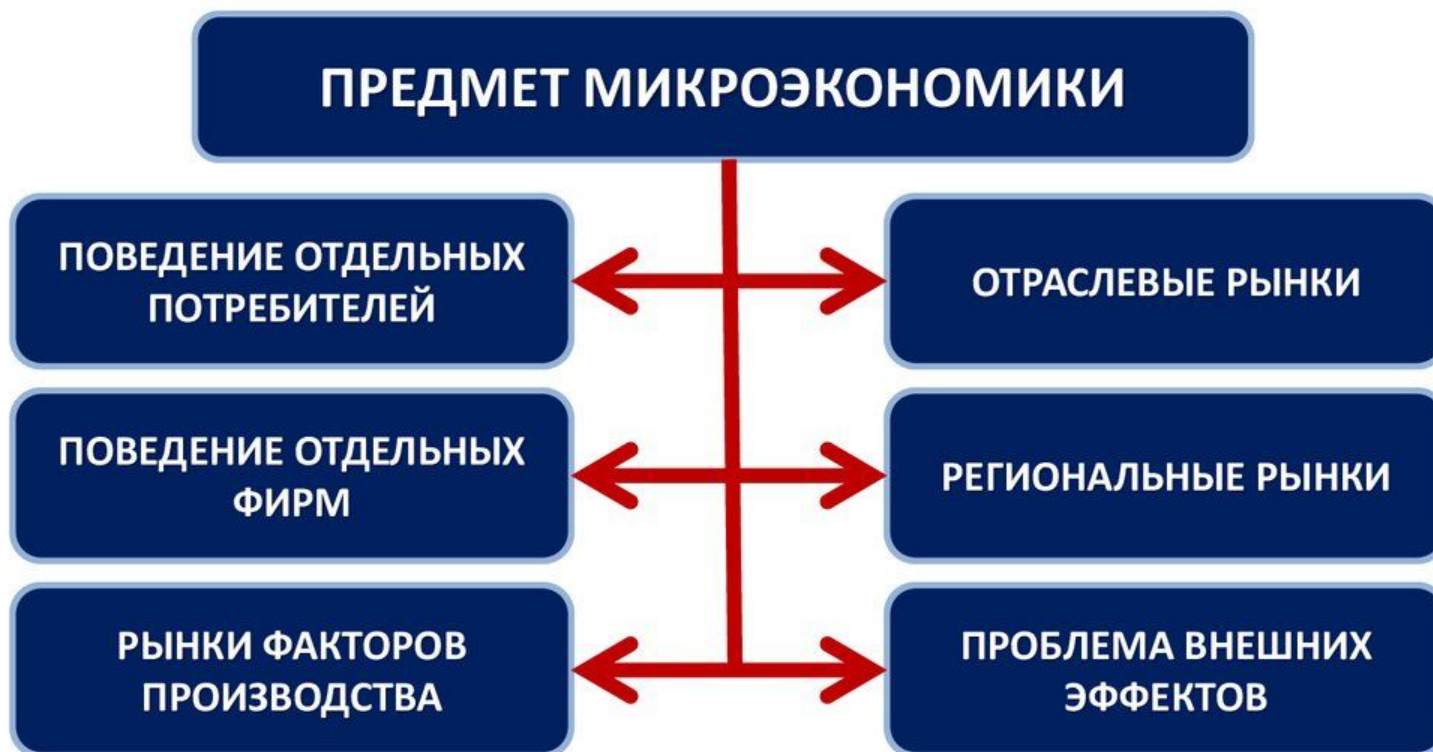 ПРЕДМЕТ МИКРОЭКОНОМИКИ
ПОВЕДЕНИЕ ОТДЕЛЬНЫХ
ПОТРЕБИТЕЛЕЙ
ОТРАСЛЕВЫЕ РЫНКИ
ПОВЕДЕНИЕ ОТДЕЛЬНЫХ
ФИРМ
РЕГИОНАЛЬНЫЕ РЫНКИ
РЫНКИ ФАКТОРОВ
ПРОИЗВОДСТВА
ПРОБЛЕМА ВНЕШНИХ
ЭФФЕКТОВ